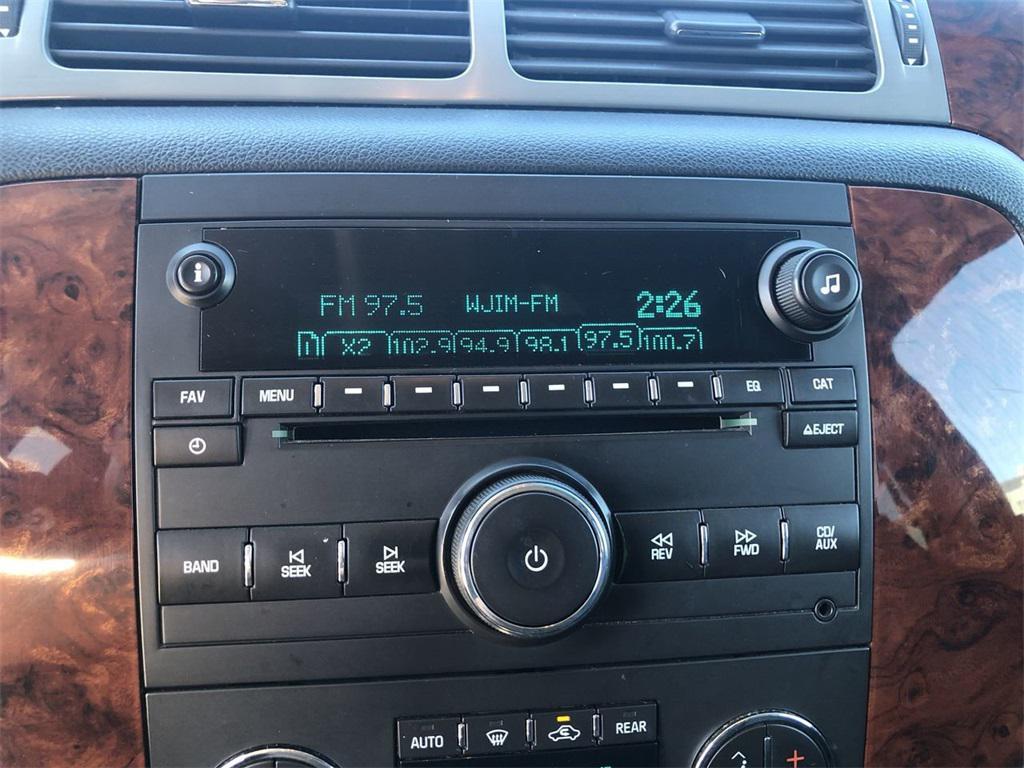 i
FM 97.5 WJIM-FM 2:26
X2 102.9 94.9 98.1 97.5 100.7
FAV MENU EQ CAT
EJECT
BAND SEEK SEEK REV FWD CD/
AUX
AUTO REAR